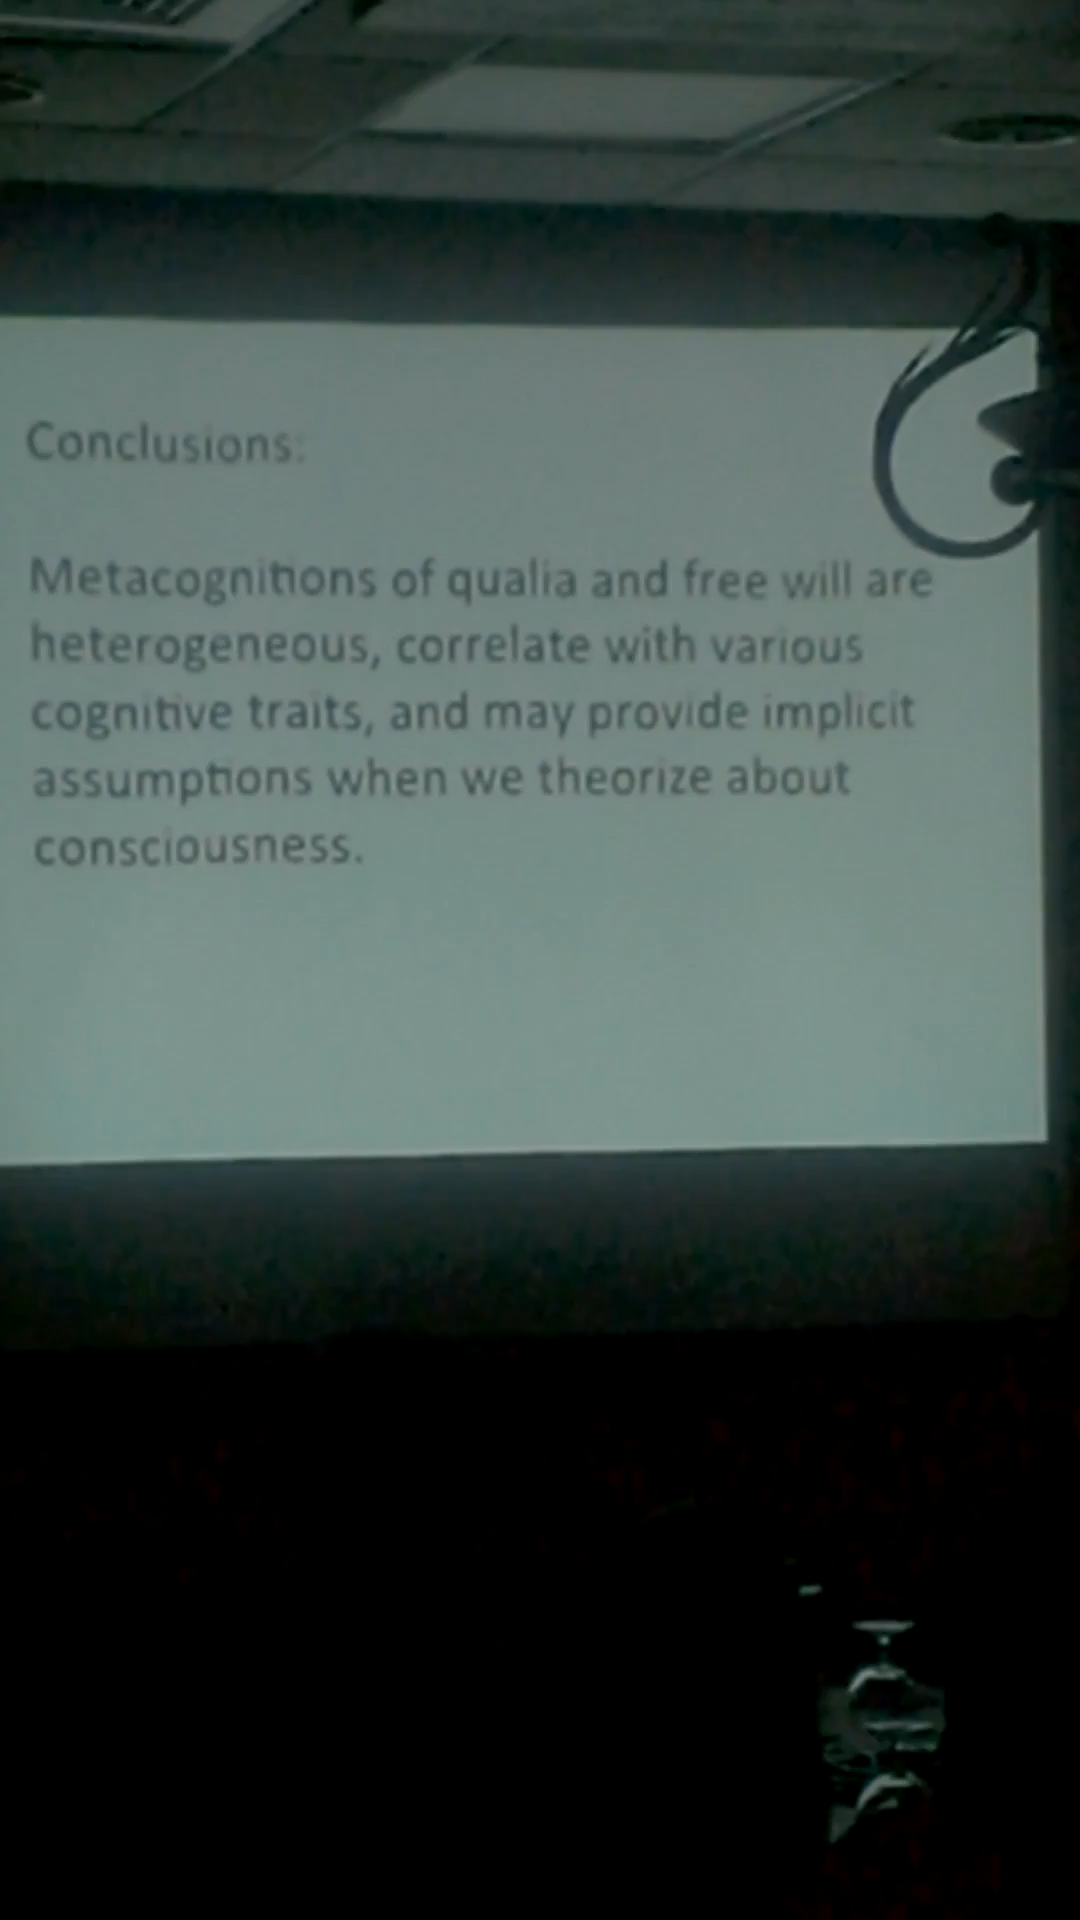 Conclusions:
Metacognitions of qualia and free will are
heterogeneous, correlate with various
cognitive traits, and may provide implicit
assumptions when we theorize about
consciousness.